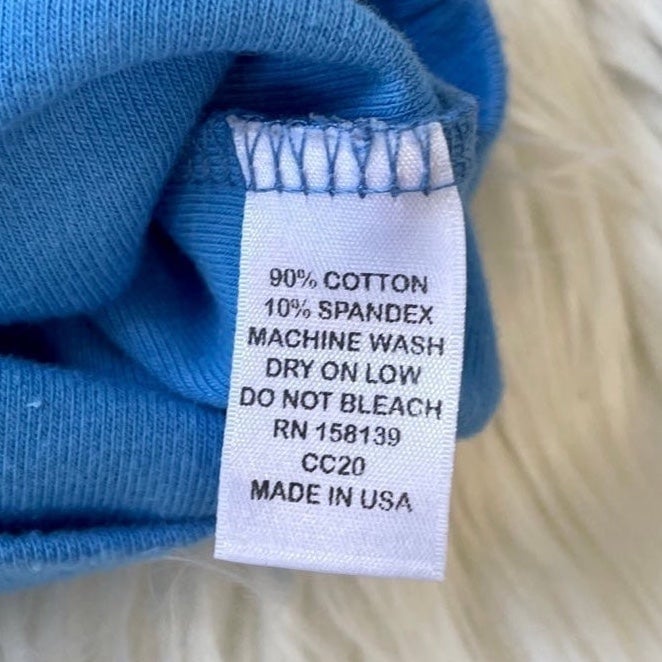 90% COTTON
10% SPANDEX
MACHINE WASH
DRY ON LOW
DO NOT BLEACH
RN 158139
CC20
MADE IN USA